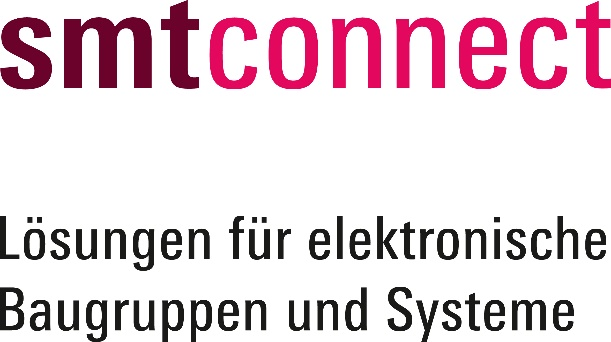 smtconnect
Lösungen für elektronische
Baugruppen und Systeme